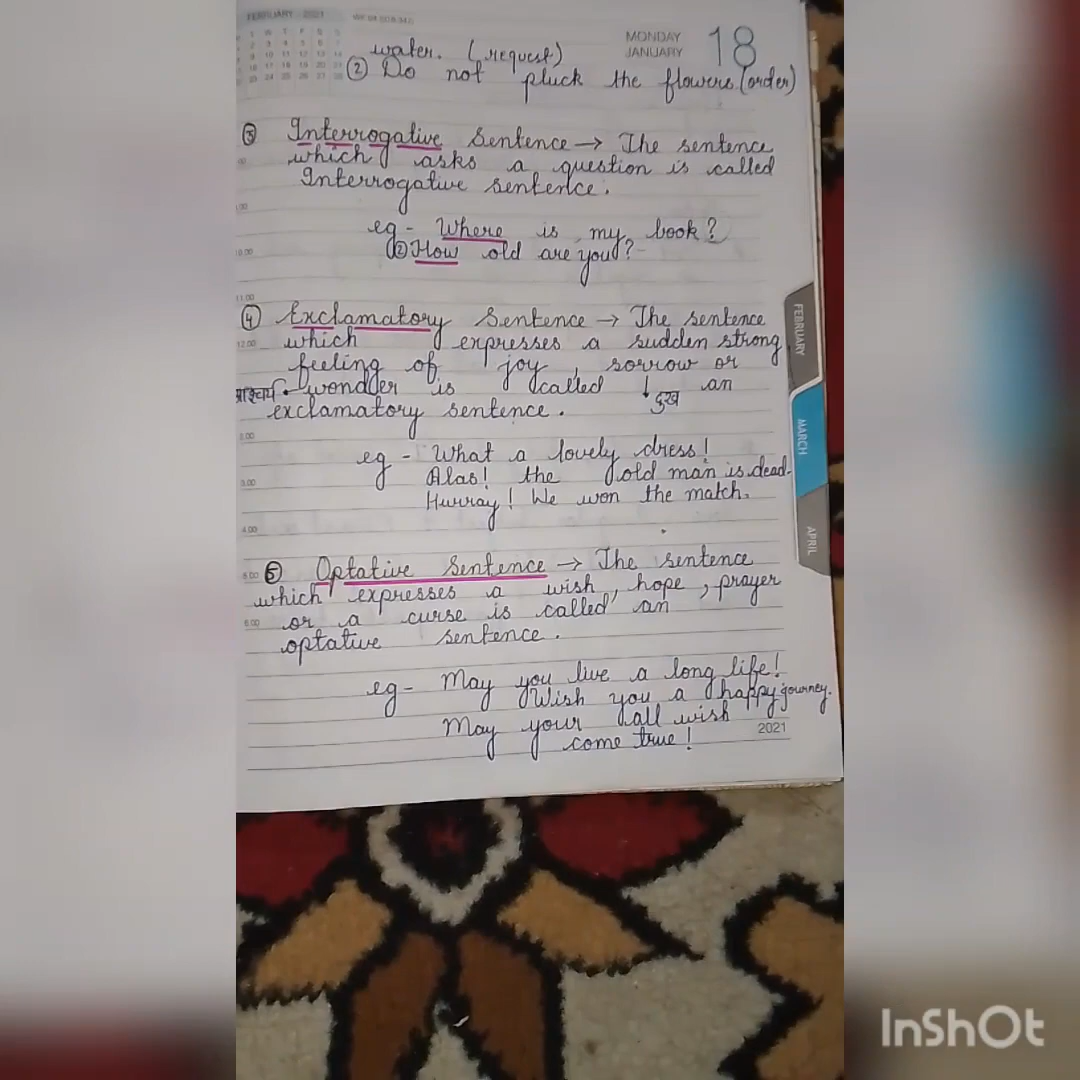 FEBRUARY - 2021
MONDAY
JANUARY 18
water. (request)
② Do not pluck the flowers (order)
③ Interrogative Sentence → The sentence
which asks a question is called
Interrogative sentence.
eg - Where is my book?
② How old are you?
④ Exclamatory Sentence → The sentence
which expresses a sudden strong
feeling of joy, sorrow or
आश्चर्य wonder is called ↓ दुख an
exclamatory sentence.
eg - What a lovely dress!
Alas! the old man is dead.
Hurray! We won the match.
⑤ Optative Sentence → The sentence
which expresses a wish, hope, prayer
or a curse is called an
optative sentence.
eg - May you live a long life!
Wish you a happy journey.
May your all wish
come true!
2021
FEBRUARY
MARCH
APRIL
InShOt